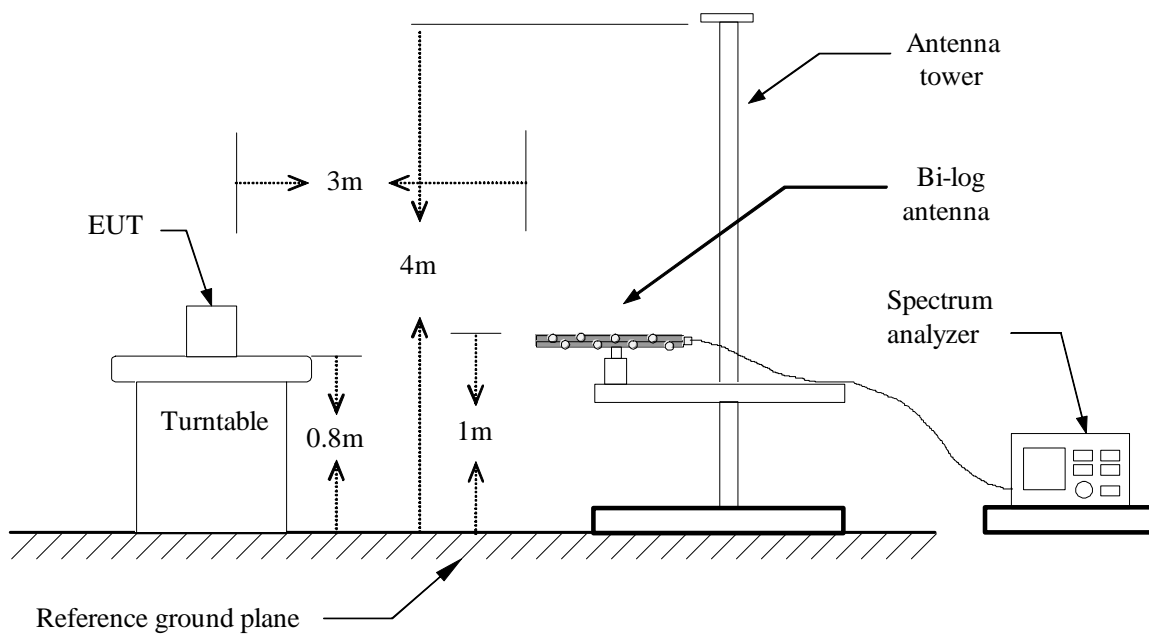 Antenna
tower
3m
Bi-log
antenna
EUT
4m
Spectrum
analyzer
Turntable
0.8m
1m
Reference ground plane